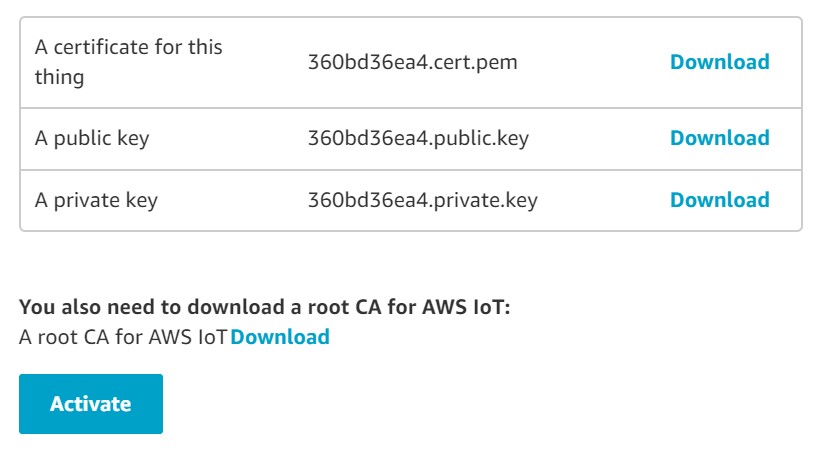 A certificate for this
thing
360bd36ea4.cert.pem
Download
A public key
360bd36ea4.public.key
Download
A private key
360bd36ea4.private.key
Download
You also need to download a root CA for AWS IoT:
A root CA for AWS IoT Download
Activate